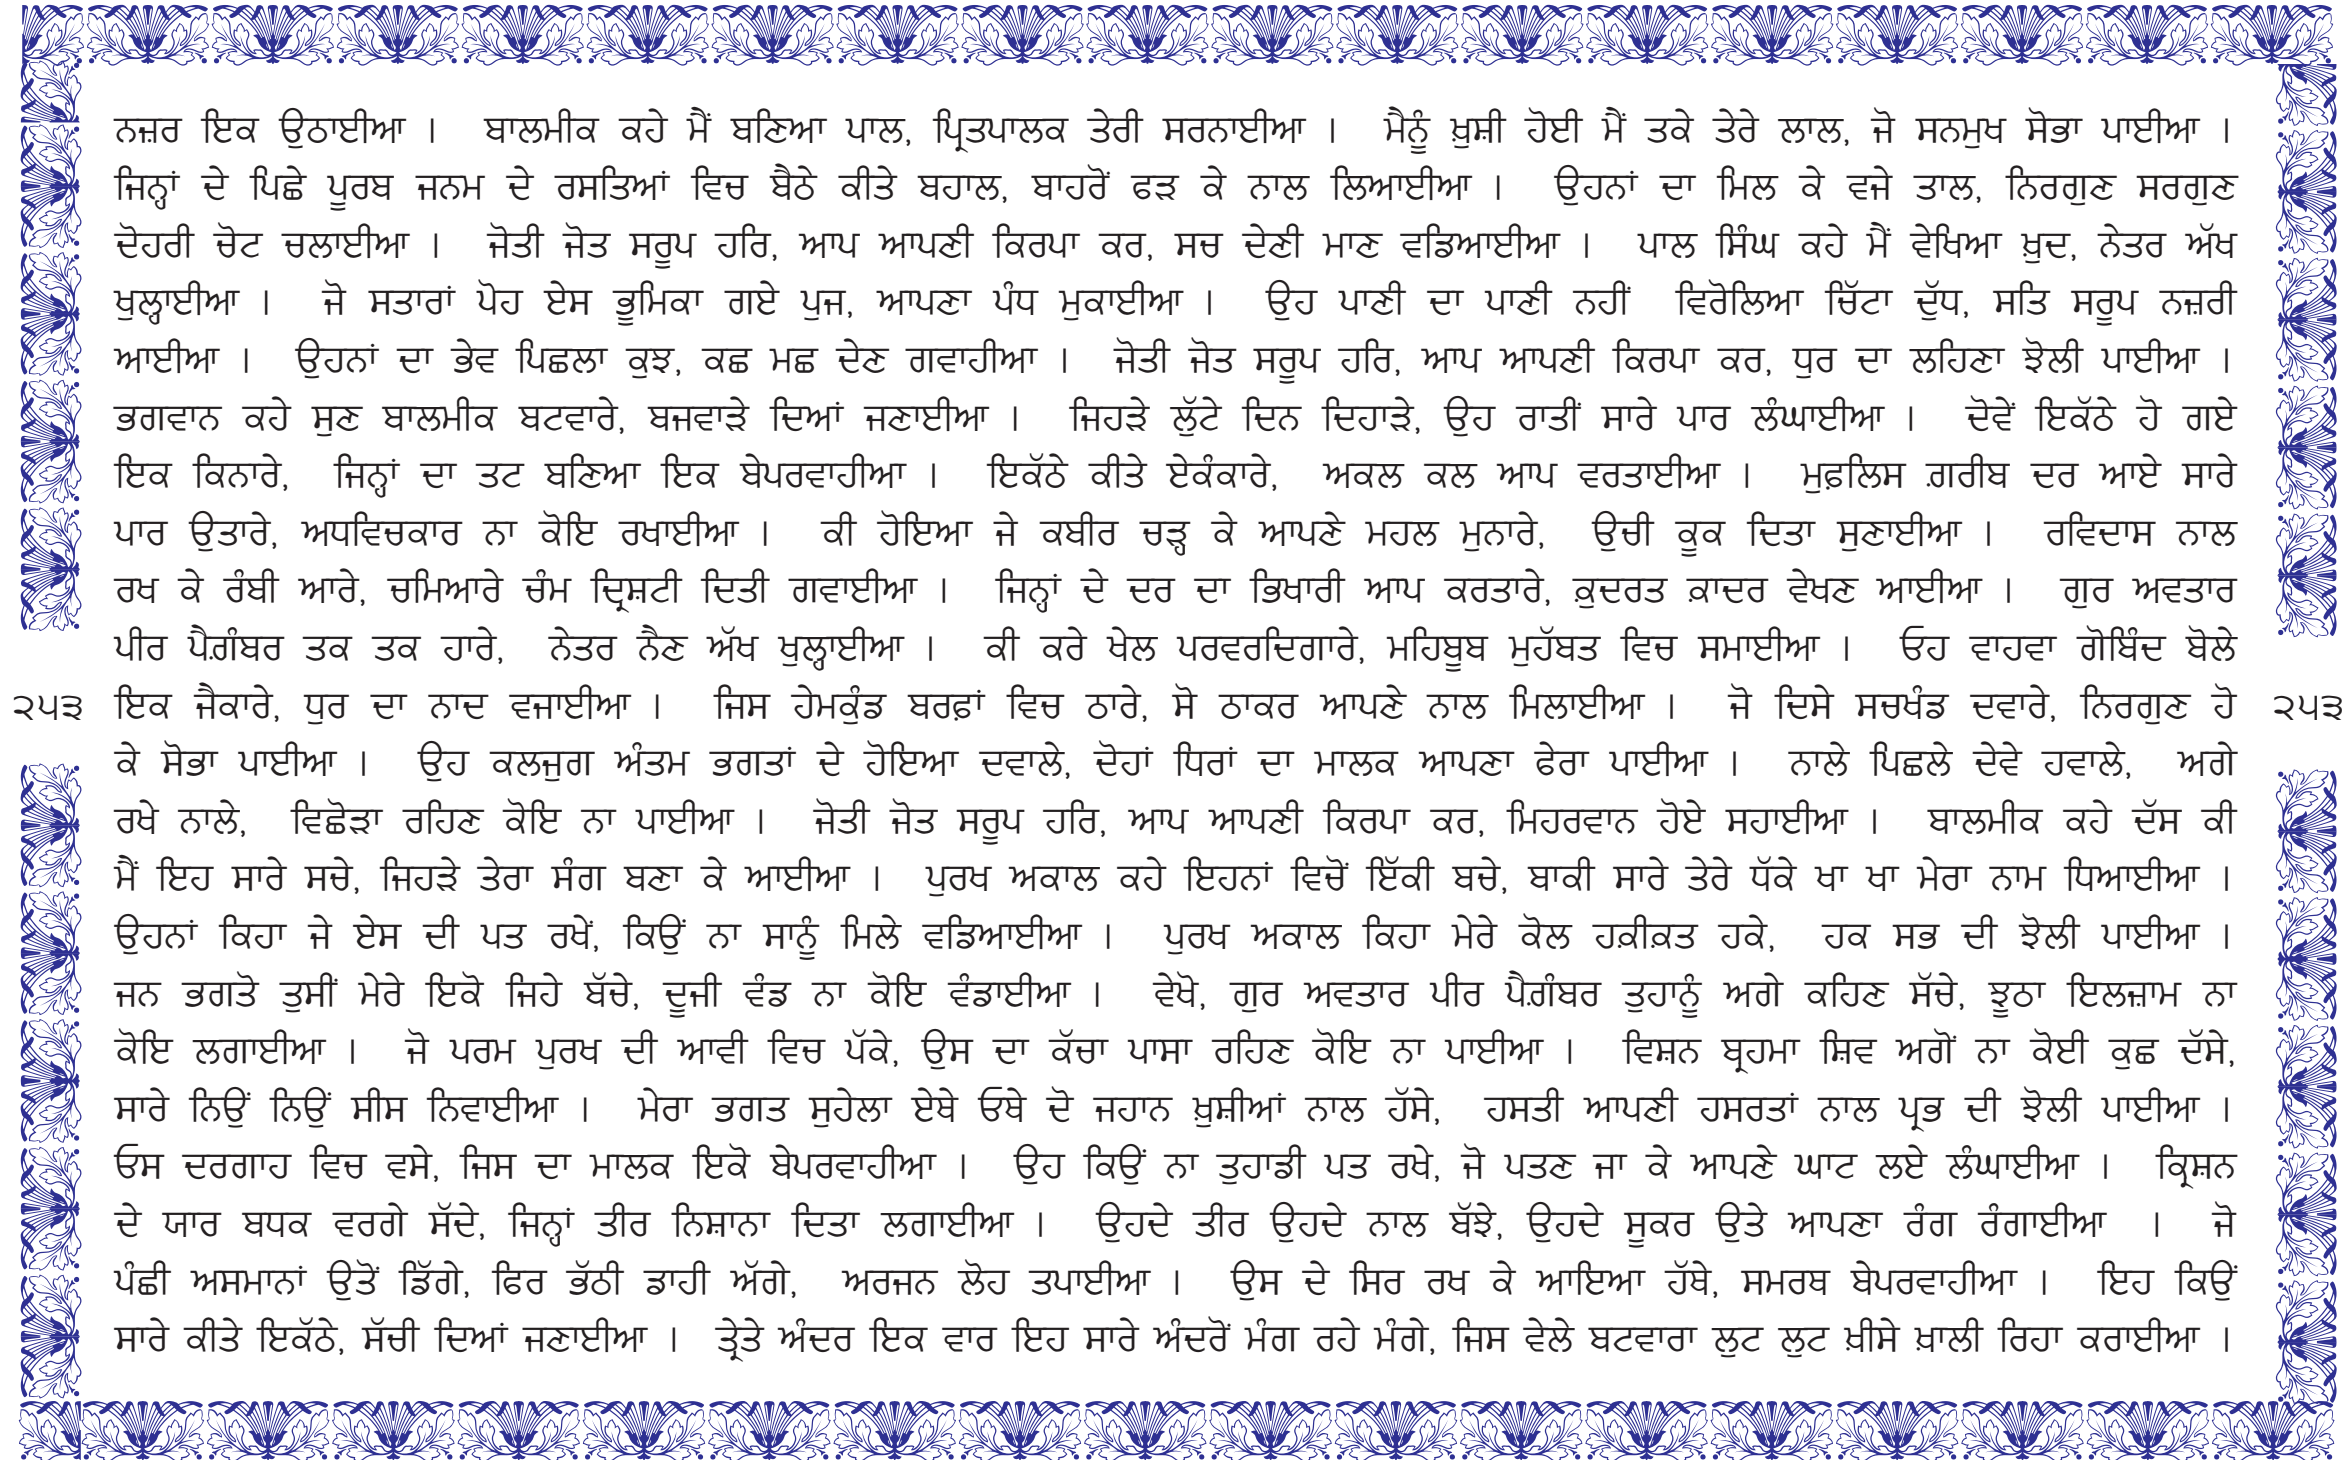 ਨਜ਼ਰ ਇਕ ਉਠਾਈਆ । ਬਾਲਮੀਕ ਕਹੇ ਮੈਂ ਬਣਿਆ ਪਾਲ, ਪ੍ਰਿਤਪਾਲਕ ਤੇਰੀ ਸਰਨਾਈਆ । ਮੈਨੂੰ ਖ਼ੁਸ਼ੀ ਹੋਈ ਮੈਂ ਤਕੇ ਤੇਰੇ ਲਾਲ, ਜੋ ਸਨਮੁਖ ਸੋਭਾ ਪਾਈਆ ।
ਜਿਨ੍ਹਾਂ ਦੇ ਪਿਛੇ ਪੂਰਬ ਜਨਮ ਦੇ ਰਸਤਿਆਂ ਵਿਚ ਬੈਠੇ ਕੀਤੇ ਬਹਾਲ, ਬਾਹਰੋਂ ਫੜ ਕੇ ਨਾਲ ਲਿਆਈਆ । ਉਹਨਾਂ ਦਾ ਮਿਲ ਕੇ ਵਜੇ ਤਾਲ, ਨਿਰਗੁਣ ਸਰਗੁਣ
ਦੋਹਰੀ ਚੋਟ ਚਲਾਈਆ । ਜੋਤੀ ਜੋਤ ਸਰੂਪ ਹਰਿ, ਆਪ ਆਪਣੀ ਕਿਰਪਾ ਕਰ, ਸਚ ਦੇਣੀ ਮਾਣ ਵਡਿਆਈਆ । ਪਾਲ ਸਿੰਘ ਕਹੇ ਮੈਂ ਵੇਖਿਆ ਖ਼ੁਦ, ਨੇਤਰ ਅੱਖ
ਖੁਲ੍ਹਾਈਆ । ਜੋ ਸਤਾਰਾਂ ਪੋਹ ਏਸ ਭੂਮਿਕਾ ਗਏ ਪੁਜ, ਆਪਣਾ ਪੰਧ ਮੁਕਾਈਆ । ਉਹ ਪਾਣੀ ਦਾ ਪਾਣੀ ਨਹੀਂ ਵਿਰੋਲਿਆ ਚਿੱਟਾ ਦੁੱਧ, ਸਤਿ ਸਰੂਪ ਨਜ਼ਰੀ
ਆਈਆ । ਉਹਨਾਂ ਦਾ ਭੇਵ ਪਿਛਲਾ ਕੁਝ, ਕਛ ਮਛ ਦੇਣ ਗਵਾਹੀਆ । ਜੋਤੀ ਜੋਤ ਸਰੂਪ ਹਰਿ, ਆਪ ਆਪਣੀ ਕਿਰਪਾ ਕਰ, ਧੁਰ ਦਾ ਲਹਿਣਾ ਝੋਲੀ ਪਾਈਆ ।
ਭਗਵਾਨ ਕਹੇ ਸੁਣ ਬਾਲਮੀਕ ਬਟਵਾਰੇ, ਬਜਵਾੜੇ ਦਿਆਂ ਜਣਾਈਆ । ਜਿਹੜੇ ਲੁੱਟੇ ਦਿਨ ਦਿਹਾੜੇ, ਉਹ ਰਾਤੀਂ ਸਾਰੇ ਪਾਰ ਲੰਘਾਈਆ । ਦੋਵੇਂ ਇਕੱਠੇ ਹੋ ਗਏ
ਇਕ ਕਿਨਾਰੇ, ਜਿਨ੍ਹਾਂ ਦਾ ਤਟ ਬਣਿਆ ਇਕ ਬੇਪਰਵਾਹੀਆ । ਇਕੱਠੇ ਕੀਤੇ ਏਕੰਕਾਰੇ, ਅਕਲ ਕਲ ਆਪ ਵਰਤਾਈਆ । ਮੁਫ਼ਲਿਸ ਗ਼ਰੀਬ ਦਰ ਆਏ ਸਾਰੇ
ਪਾਰ ਉਤਾਰੇ, ਅਧਵਿਚਕਾਰ ਨਾ ਕੋਇ ਰਖਾਈਆ । ਕੀ ਹੋਇਆ ਜੇ ਕਬੀਰ ਚੜ੍ਹ ਕੇ ਆਪਣੇ ਮਹਲ ਮੁਨਾਰੇ, ਉਚੀ ਕੂਕ ਦਿਤਾ ਸੁਣਾਈਆ । ਰਵਿਦਾਸ ਨਾਲ
ਰਖ ਕੇ ਰੰਬੀ ਆਰੇ, ਚਮਿਆਰੇ ਚੰਮ ਦ੍ਰਿਸ਼ਟੀ ਦਿਤੀ ਗਵਾਈਆ । ਜਿਨ੍ਹਾਂ ਦੇ ਦਰ ਦਾ ਭਿਖਾਰੀ ਆਪ ਕਰਤਾਰੇ, ਕ਼ੁਦਰਤ ਕ਼ਾਦਰ ਵੇਖਣ ਆਈਆ । ਗੁਰ ਅਵਤਾਰ
ਪੀਰ ਪੈਗ਼ੰਬਰ ਤਕ ਤਕ ਹਾਰੇ, ਨੇਤਰ ਨੈਣ ਅੱਖ ਖੁਲ੍ਹਾਈਆ । ਕੀ ਕਰੇ ਖੇਲ ਪਰਵਰਦਿਗਾਰੇ, ਮਹਿਬੂਬ ਮੁਹੱਬਤ ਵਿਚ ਸਮਾਈਆ । ਓਹ ਵਾਹਵਾ ਗੋਬਿੰਦ ਬੋਲੇ
੨੫੩ ਇਕ ਜੈਕਾਰੇ, ਧੁਰ ਦਾ ਨਾਦ ਵਜਾਈਆ । ਜਿਸ ਹੇਮਕੁੰਡ ਬਰਫ਼ਾਂ ਵਿਚ ਠਾਰੇ, ਸੋ ਠਾਕਰ ਆਪਣੇ ਨਾਲ ਮਿਲਾਈਆ । ਜੋ ਦਿਸੇ ਸਚਖੰਡ ਦਵਾਰੇ, ਨਿਰਗੁਣ ਹੋ ੨੫੩
ਕੇ ਸੋਭਾ ਪਾਈਆ । ਉਹ ਕਲਜੁਗ ਅੰਤਮ ਭਗਤਾਂ ਦੇ ਹੋਇਆ ਦਵਾਲੇ, ਦੋਹਾਂ ਧਿਰਾਂ ਦਾ ਮਾਲਕ ਆਪਣਾ ਫੇਰਾ ਪਾਈਆ । ਨਾਲੇ ਪਿਛਲੇ ਦੇਵੇ ਹਵਾਲੇ, ਅਗੇ
ਰਖੇ ਨਾਲੇ, ਵਿਛੋੜਾ ਰਹਿਣ ਕੋਇ ਨਾ ਪਾਈਆ । ਜੋਤੀ ਜੋਤ ਸਰੂਪ ਹਰਿ, ਆਪ ਆਪਣੀ ਕਿਰਪਾ ਕਰ, ਮਿਹਰਵਾਨ ਹੋਏ ਸਹਾਈਆ । ਬਾਲਮੀਕ ਕਹੇ ਦੱਸ ਕੀ
ਮੈਂ ਇਹ ਸਾਰੇ ਸਚੇ, ਜਿਹੜੇ ਤੇਰਾ ਸੰਗ ਬਣਾ ਕੇ ਆਈਆ । ਪੁਰਖ ਅਕਾਲ ਕਹੇ ਇਹਨਾਂ ਵਿਚੋਂ ਇੱਕੀ ਬਚੇ, ਬਾਕੀ ਸਾਰੇ ਤੇਰੇ ਧੱਕੇ ਖਾ ਖਾ ਮੇਰਾ ਨਾਮ ਧਿਆਈਆ ।
ਉਹਨਾਂ ਕਿਹਾ ਜੇ ਏਸ ਦੀ ਪਤ ਰਖੇਂ, ਕਿਉਂ ਨਾ ਸਾਨੂੰ ਮਿਲੇ ਵਡਿਆਈਆ । ਪੁਰਖ ਅਕਾਲ ਕਿਹਾ ਮੇਰੇ ਕੋਲ ਹਕ਼ੀਕ਼ਤ ਹਕੇ, ਹਕ ਸਭ ਦੀ ਝੋਲੀ ਪਾਈਆ ।
ਜਨ ਭਗਤੋ ਤੁਸੀਂ ਮੇਰੇ ਇਕੋ ਜਿਹੇ ਬੱਚੇ, ਦੂਜੀ ਵੰਡ ਨਾ ਕੋਇ ਵੰਡਾਈਆ । ਵੇਖੋ, ਗੁਰ ਅਵਤਾਰ ਪੀਰ ਪੈਗ਼ੰਬਰ ਤੁਹਾਨੂੰ ਅਗੇ ਕਹਿਣ ਸੱਚੇ, ਝੂਠਾ ਇਲਜ਼ਾਮ ਨਾ
ਕੋਇ ਲਗਾਈਆ । ਜੋ ਪਰਮ ਪੁਰਖ ਦੀ ਆਵੀ ਵਿਚ ਪੱਕੇ, ਉਸ ਦਾ ਕੱਚਾ ਪਾਸਾ ਰਹਿਣ ਕੋਇ ਨਾ ਪਾਈਆ । ਵਿਸ਼ਨ ਬ੍ਰਹਮਾ ਸ਼ਿਵ ਅਗੋਂ ਨਾ ਕੋਈ ਕੁਛ ਦੱਸੇ,
ਸਾਰੇ ਨਿਉਂ ਨਿਉਂ ਸੀਸ ਨਿਵਾਈਆ । ਮੇਰਾ ਭਗਤ ਸੁਹੇਲਾ ਏਬੇ ਓਬੇ ਦੋ ਜਹਾਨ ਖ਼ੁਸ਼ੀਆਂ ਨਾਲ ਹੱਸੇ, ਹਸਤੀ ਆਪਣੀ ਹਸਰਤਾਂ ਨਾਲ ਪ੍ਰਭ ਦੀ ਝੋਲੀ ਪਾਈਆ ।
ਓਸ ਦਰਗਾਹ ਵਿਚ ਵਸੇ, ਜਿਸ ਦਾ ਮਾਲਕ ਇਕੋ ਬੇਪਰਵਾਹੀਆ । ਉਹ ਕਿਉਂ ਨਾ ਤੁਹਾਡੀ ਪਤ ਰਖੇ, ਜੋ ਪਤਣ ਜਾ ਕੇ ਆਪਣੇ ਘਾਟ ਲਏ ਲੰਘਾਈਆ । ਕ੍ਰਿਸ਼ਨ
ਦੇ ਯਾਰ ਬਧਕ ਵਰਗੇ ਸੱਦੇ, ਜਿਨ੍ਹਾਂ ਤੀਰ ਨਿਸ਼ਾਨਾ ਦਿਤਾ ਲਗਾਈਆ । ਉਹਦੇ ਤੀਰ ਉਹਦੇ ਨਾਲ ਬੱਝੇ, ਉਹਦੇ ਸੂਕਰ ਉਤੇ ਆਪਣਾ ਰੰਗ ਰੰਗਾਈਆ । ਜੋ
ਪੰਛੀ ਅਸਮਾਨਾਂ ਉਤੋਂ ਡਿੱਗੇ, ਫਿਰ ਭੱਠੀ ਡਾਹੀ ਅੱਗੇ, ਅਰਜਨ ਲੋਹ ਤਪਾਈਆ । ਉਸ ਦੇ ਸਿਰ ਰਖ ਕੇ ਆਇਆ ਹੱਥੇ, ਸਮਰਥ ਬੇਪਰਵਾਹੀਆ । ਇਹ ਕਿਉਂ
ਸਾਰੇ ਕੀਤੇ ਇਕੱਠੇ, ਸੱਚੀ ਦਿਆਂ ਜਣਾਈਆ । ਤ੍ਰੇਤੇ ਅੰਦਰ ਇਕ ਵਾਰ ਇਹ ਸਾਰੇ ਅੰਦਰੋਂ ਮੰਗ ਰਹੇ ਮੰਗੇ, ਜਿਸ ਵੇਲੇ ਬਟਵਾਰਾ ਲੁਟ ਲੁਟ ਖ਼ੀਸੇ ਖ਼ਾਲੀ ਰਿਹਾ ਕਰਾਈਆ ।